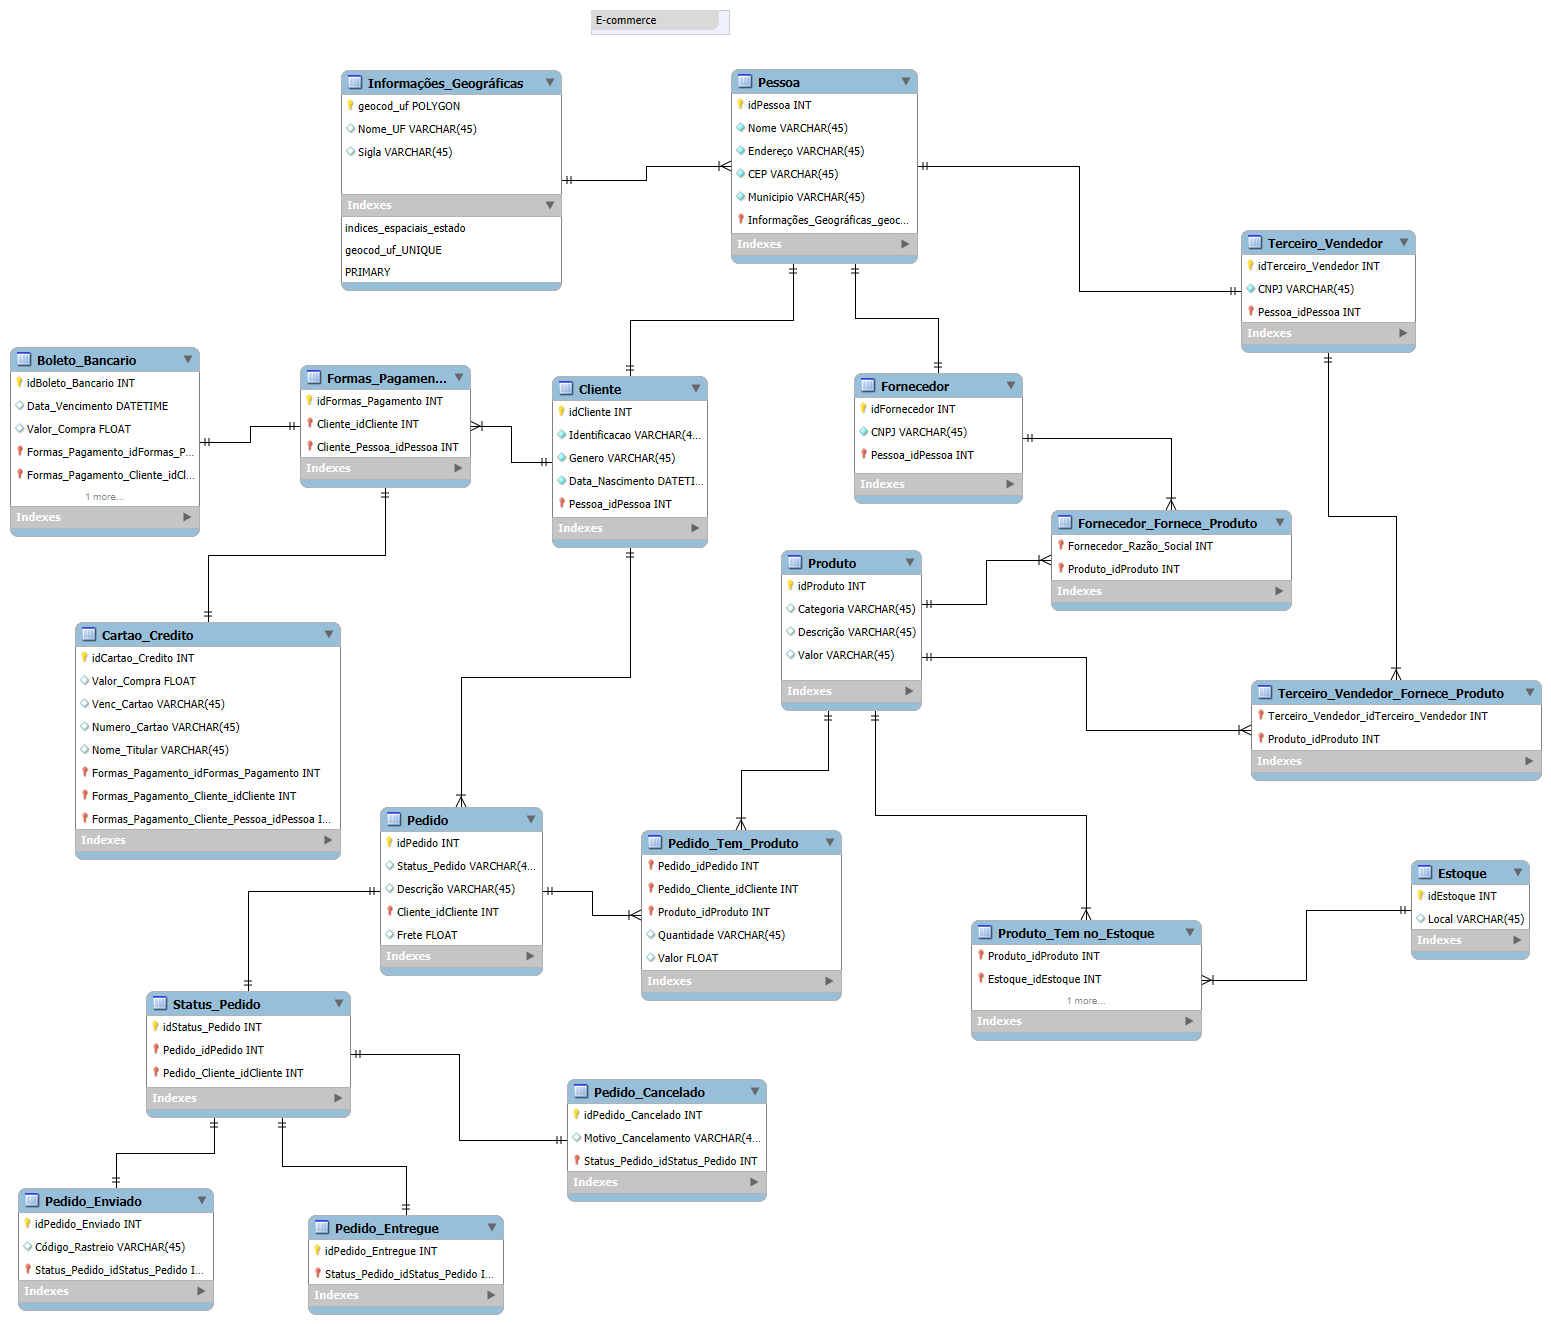 E-commerce
Informações_Geográficas
geocod_uf POLYGON
Nome_UF VARCHAR(45)
Sigla VARCHAR(45)
Indexes
indices_espaciais_estado
geocod_uf_UNIQUE
PRIMARY
Pessoa
idPessoa INT
Nome VARCHAR(45)
Endereço VARCHAR(45)
CEP VARCHAR(45)
Municipio VARCHAR(45)
Informações_Geográficas_geoc...
Indexes
Terceiro_Vendedor
idTerceiro_Vendedor INT
CNPJ VARCHAR(45)
Pessoa_idPessoa INT
Indexes
Boleto_Bancario
idBoleto_Bancario INT
Data_Vencimento DATETIME
Valor_Compra FLOAT
Formas_Pagamento_idFormas_P...
Formas_Pagamento_Cliente_idCl...
1 more...
Indexes
Formas_Pagamen...
idFormas_Pagamento INT
Cliente_idCliente INT
Cliente_Pessoa_idPessoa INT
Indexes
Cliente
idCliente INT
Identificacao VARCHAR(4...
Genero VARCHAR(45)
Data_Nascimento DATETI...
Pessoa_idPessoa INT
Indexes
Fornecedor
idFornecedor INT
CNPJ VARCHAR(45)
Pessoa_idPessoa INT
Indexes
Fornecedor_Fornece_Produto
Fornecedor_Razão_Social INT
Produto_idProduto INT
Indexes
Produto
idProduto INT
Categoria VARCHAR(45)
Descrição VARCHAR(45)
Valor VARCHAR(45)
Indexes
Cartao_Credito
idCartao_Credito INT
Valor_Compra FLOAT
Venc_Cartao VARCHAR(45)
Numero_Cartao VARCHAR(45)
Nome_Titular VARCHAR(45)
Formas_Pagamento_idFormas_Pagamento INT
Formas_Pagamento_Cliente_idCliente INT
Formas_Pagamento_Cliente_Pessoa_idPessoa I...
Indexes
Terceiro_Vendedor_Fornece_Produto
Terceiro_Vendedor_idTerceiro_Vendedor INT
Produto_idProduto INT
Indexes
Pedido
idPedido INT
Status_Pedido VARCHAR(4...
Descrição VARCHAR(45)
Cliente_idCliente INT
Frete FLOAT
Indexes
Pedido_Tem_Produto
Pedido_idPedido INT
Pedido_Cliente_idCliente INT
Produto_idProduto INT
Quantidade VARCHAR(45)
Valor FLOAT
Indexes
Estoque
idEstoque INT
Local VARCHAR(45)
Indexes
Produto_Tem no_Estoque
Produto_idProduto INT
Estoque_idEstoque INT
1 more...
Indexes
Status_Pedido
idStatus_Pedido INT
Pedido_idPedido INT
Pedido_Cliente_idCliente INT
Indexes
Pedido_Cancelado
idPedido_Cancelado INT
Motivo_Cancelamento VARCHAR(4...
Status_Pedido_idStatus_Pedido INT
Indexes
Pedido_Enviado
idPedido_Enviado INT
Código_Rastreio VARCHAR(45)
Status_Pedido_idStatus_Pedido I...
Indexes
Pedido_Entregue
idPedido_Entregue INT
Status_Pedido_idStatus_Pedido I...
Indexes